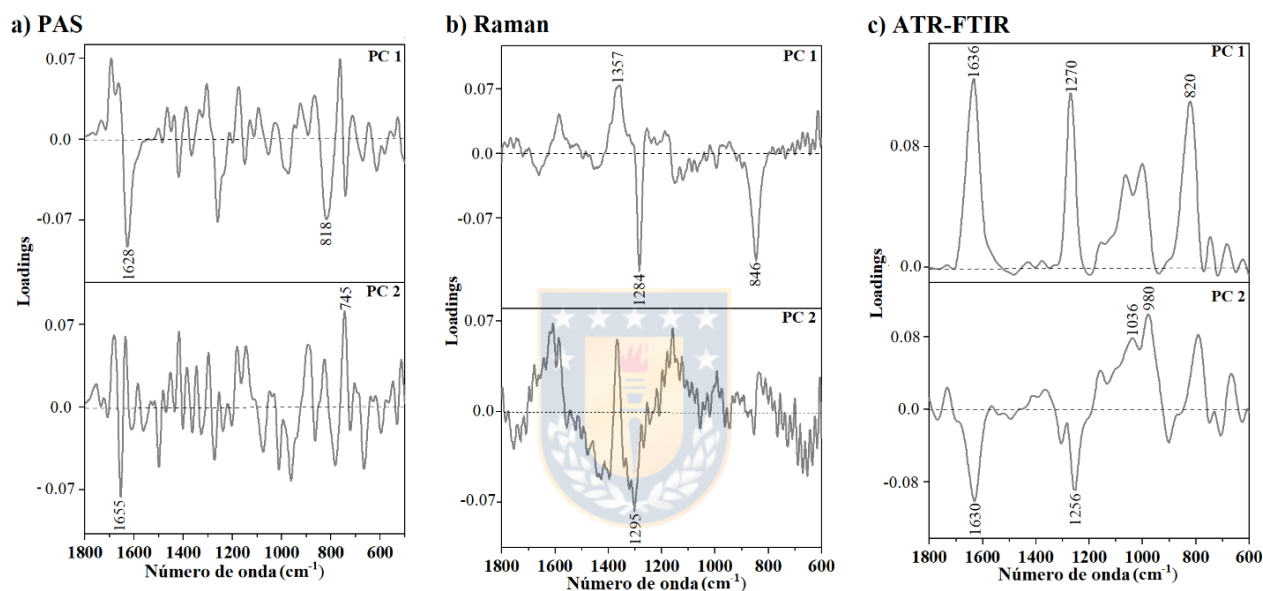 a) PAS
PC 1
0.07
0.0
-0.07
Loadings
1628
818
PC 2
745
0.07
0.0
-0.07
Loadings
1655
1800 1600 1400 1200 1000 800 600
Número de onda (cm⁻¹)
b) Raman
PC 1
1357
0.07
0.0
-0.07
Loadings
1284
846
PC 2
0.07
0.0
-0.07
Loadings
1295
1800 1600 1400 1200 1000 800 600
Número de onda (cm⁻¹)
c) ATR-FTIR
PC 1
1636
1270
820
0.08
0.0
Loadings
PC 2
1036
980
0.08
0.0
-0.08
Loadings
1630
1256
1800 1600 1400 1200 1000 800 600
Número de onda (cm⁻¹)